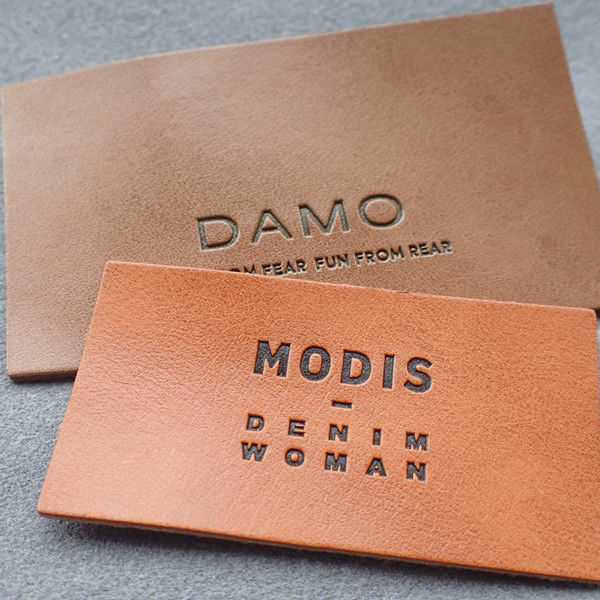 DAMO
FEAR FUN FROM REAR
MODIS
DENIM
WOMAN